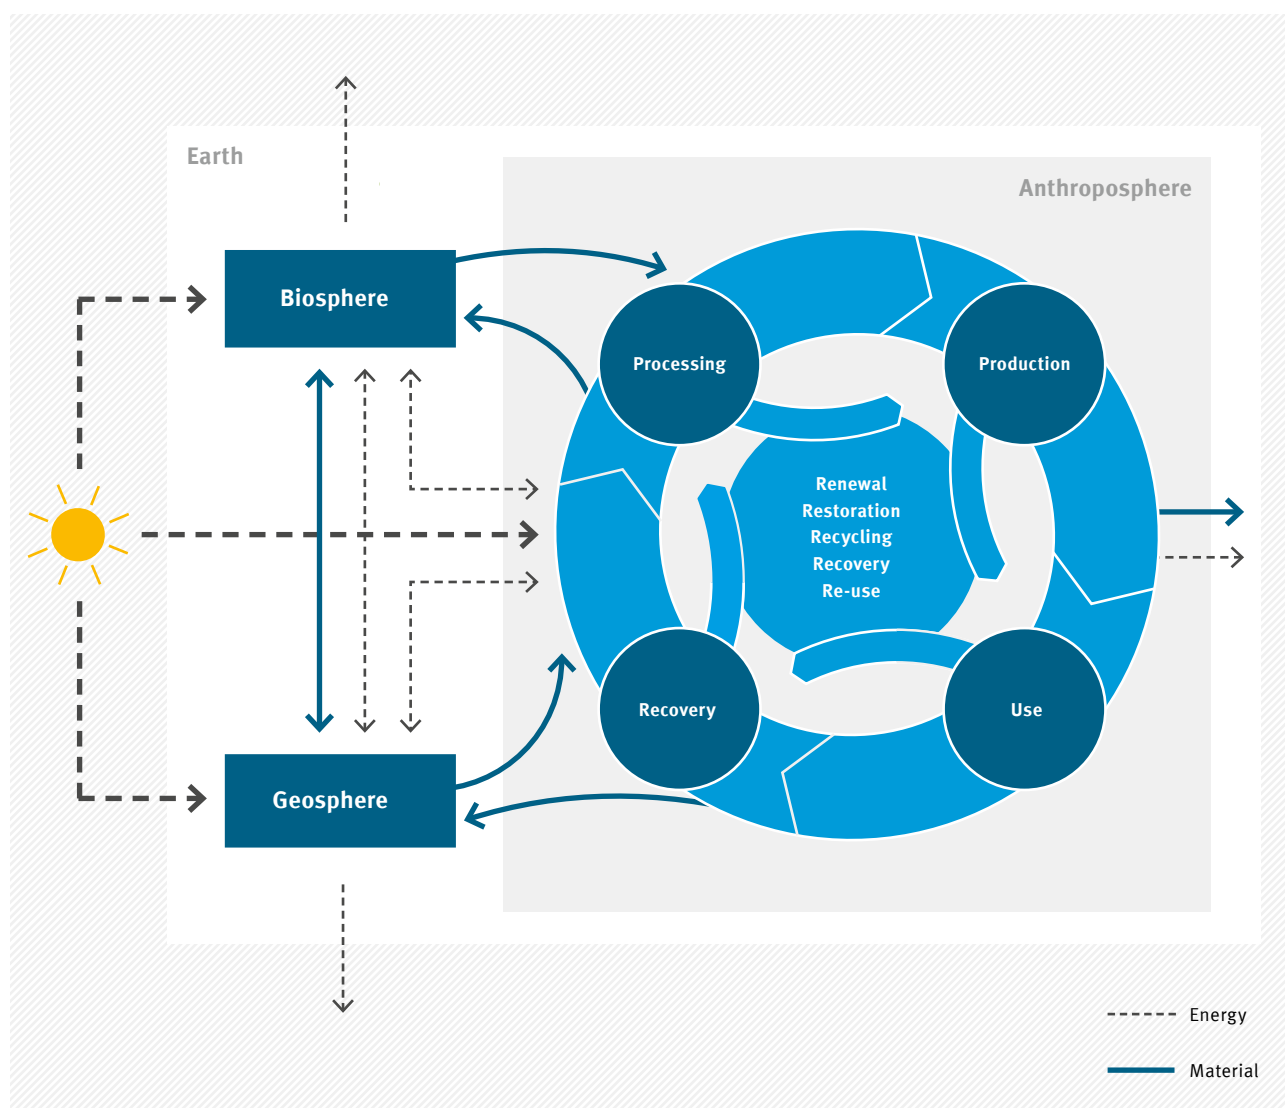 Earth
Anthroposphere
Biosphere
Processing
Production
Renewal
Restoration
Recycling
Recovery
Re-use
Recovery
Use
Geosphere
Energy
Material